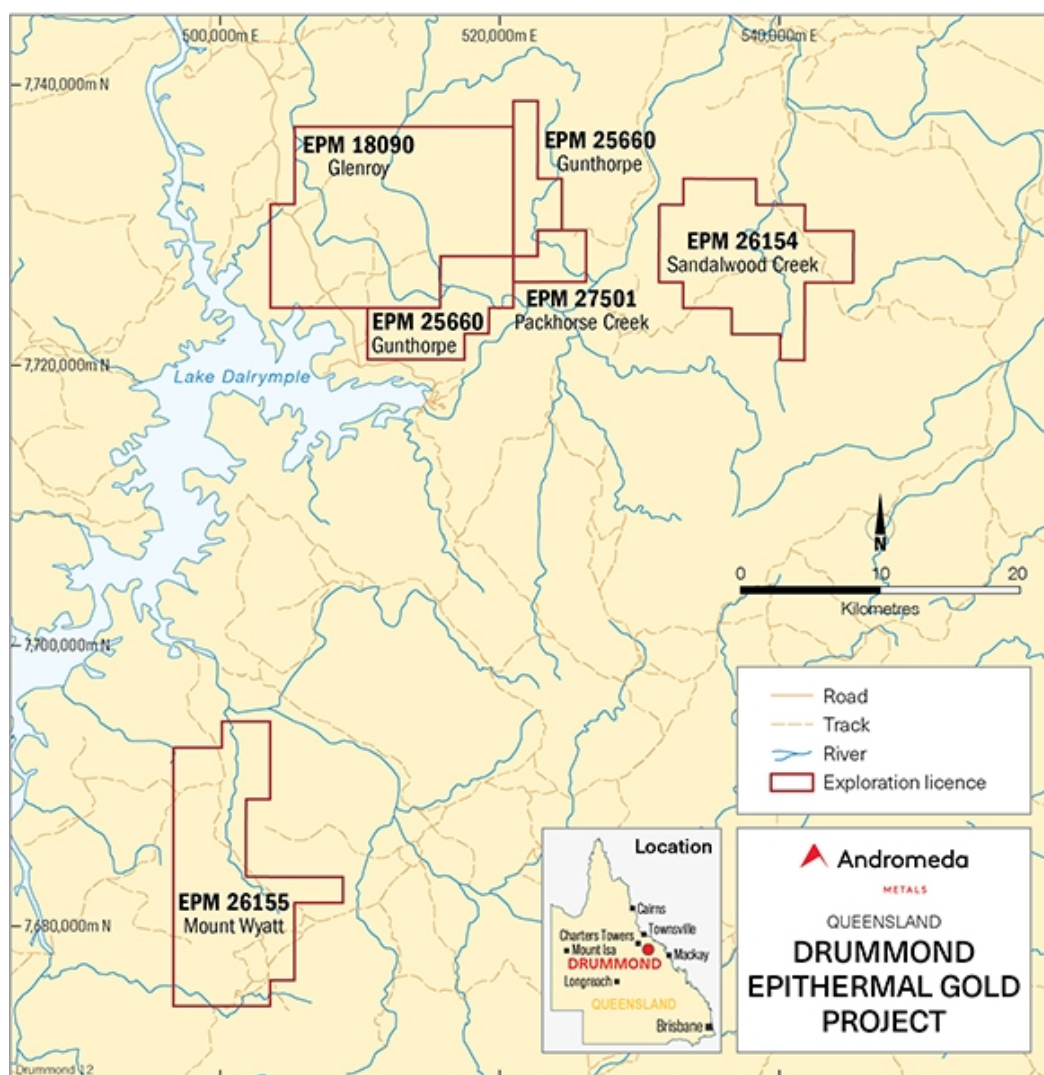 500,000m E
520,000m E
540,000m E
7,740,000m N
EPM 18090
Glenroy
EPM 25660
Gunthorpe
EPM 26154
Sandalwood Creek
EPM 27501
Packhorse Creek
EPM 25660
Gunthorpe
7,720,000m N
Lake Dalrymple
N
0
10
20
Kilometres
7,700,000m N
Road
Track
River
Exploration licence
EPM 26155
Mount Wyatt
7,680,000m N
Location
Cairns
Townsville
Charters Towers
Mount Isa
Mackay
DRUMMOND
Longreach
QUEENSLAND
Brisbane
Andromeda
METALS
QUEENSLAND
DRUMMOND
EPITHERMAL GOLD
PROJECT
Drummond 12